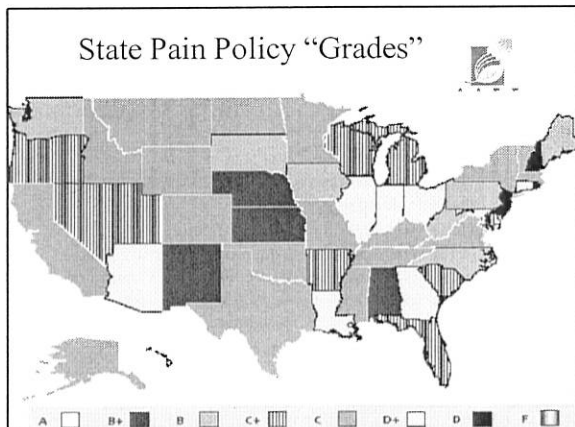 State Pain Policy “Grades”
A B+ B C+ C D+ D F